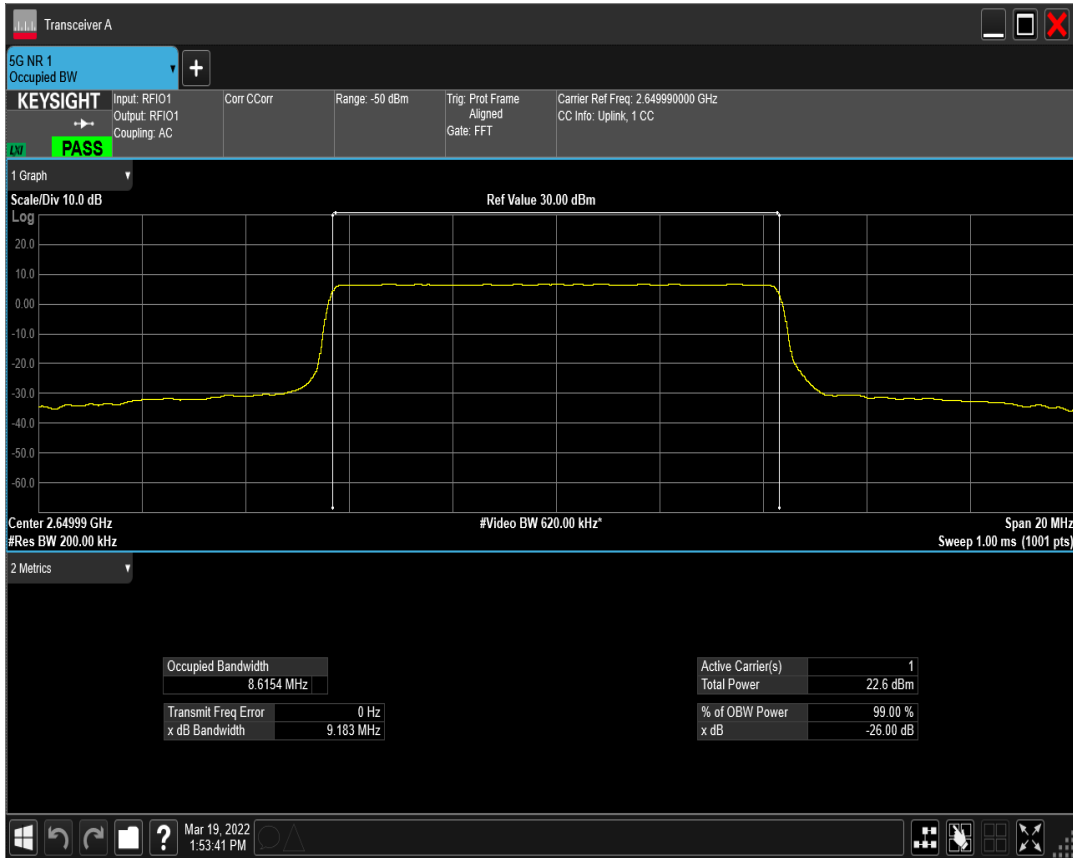 Transceiver A
5G NR 1
Occupied BW
+
KEYSIGHT
LXI
PASS
Input: RFIO1
Output: RFIO1
Coupling: AC
Corr CCorr
Range: -50 dBm
Trig: Prot Frame
Aligned
Gate: FFT
Carrier Ref Freq: 2.649990000 GHz
CC Info: Uplink, 1 CC
1 Graph
Scale/Div 10.0 dB
Ref Value 30.00 dBm
Log
20.0
10.0
0.00
-10.0
-20.0
-30.0
-40.0
-50.0
-60.0
Center 2.64999 GHz
#Video BW 620.00 kHz*
Span 20 MHz
#Res BW 200.00 kHz
Sweep 1.00 ms (1001 pts)
2 Metrics
Occupied Bandwidth
8.6154 MHz
Transmit Freq Error 0 Hz
x dB Bandwidth 9.183 MHz
Active Carrier(s) 1
Total Power 22.6 dBm
% of OBW Power 99.00 %
x dB -26.00 dB
?
Mar 19, 2022
1:53:41 PM